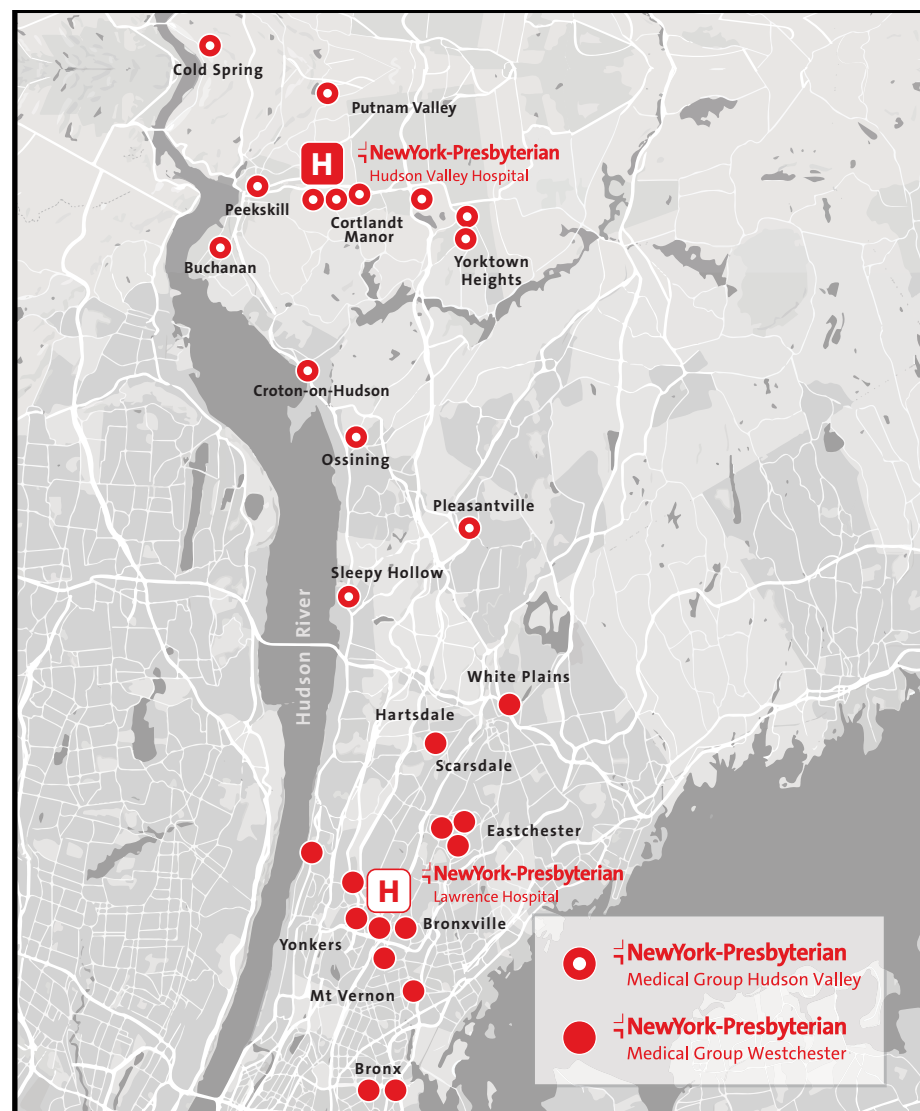 Cold Spring
Putnam Valley
H
NewYork-Presbyterian
Hudson Valley Hospital
Peekskill
Cortlandt
Manor
Buchanan
Yorktown
Heights
Croton-on-Hudson
Ossining
Pleasantville
Sleepy Hollow
Hudson River
White Plains
Hartsdale
Scarsdale
Eastchester
H
NewYork-Presbyterian
Lawrence Hospital
Bronxville
Yonkers
Mt Vernon
Bronx
NewYork-Presbyterian
Medical Group Hudson Valley
NewYork-Presbyterian
Medical Group Westchester